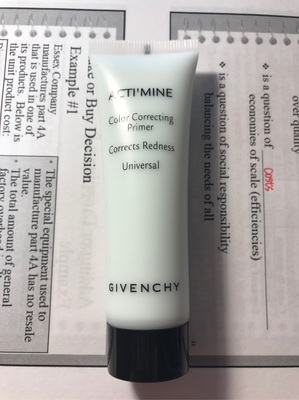 ACTI'MINE
Color Correcting
Primer
Corrects Redness
Universal
GIVENCHY
or Buy Decision
Example #1
Essex Company
manufactures part 4A
that is used in one of
its products. Below is
the unit product cost:
• The special equipment used to
manufacture part 4A has no resale
value.
• The total amount of general
factory
❖ is a question of costs
economies of scale (efficiencies)
❖ is a question of social responsibility
balancing the needs of all